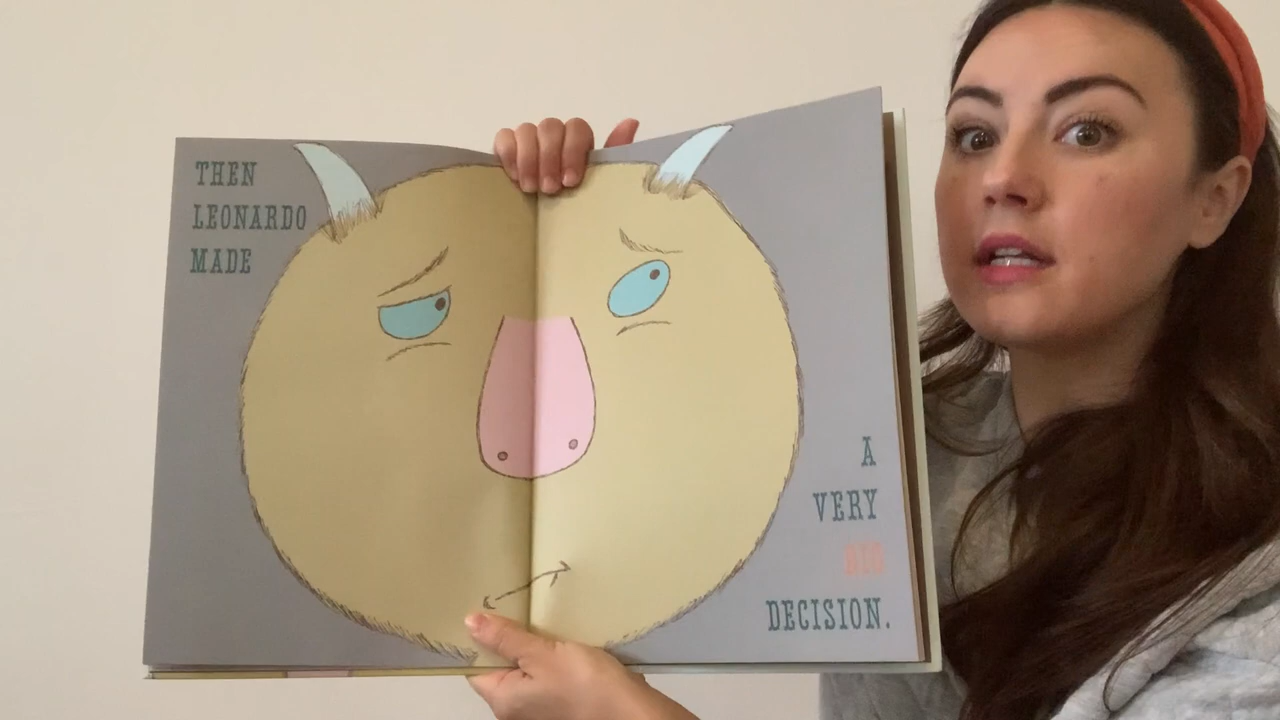 THEN
LEONARDO
MADE
A
VERY
BIG
DECISION.